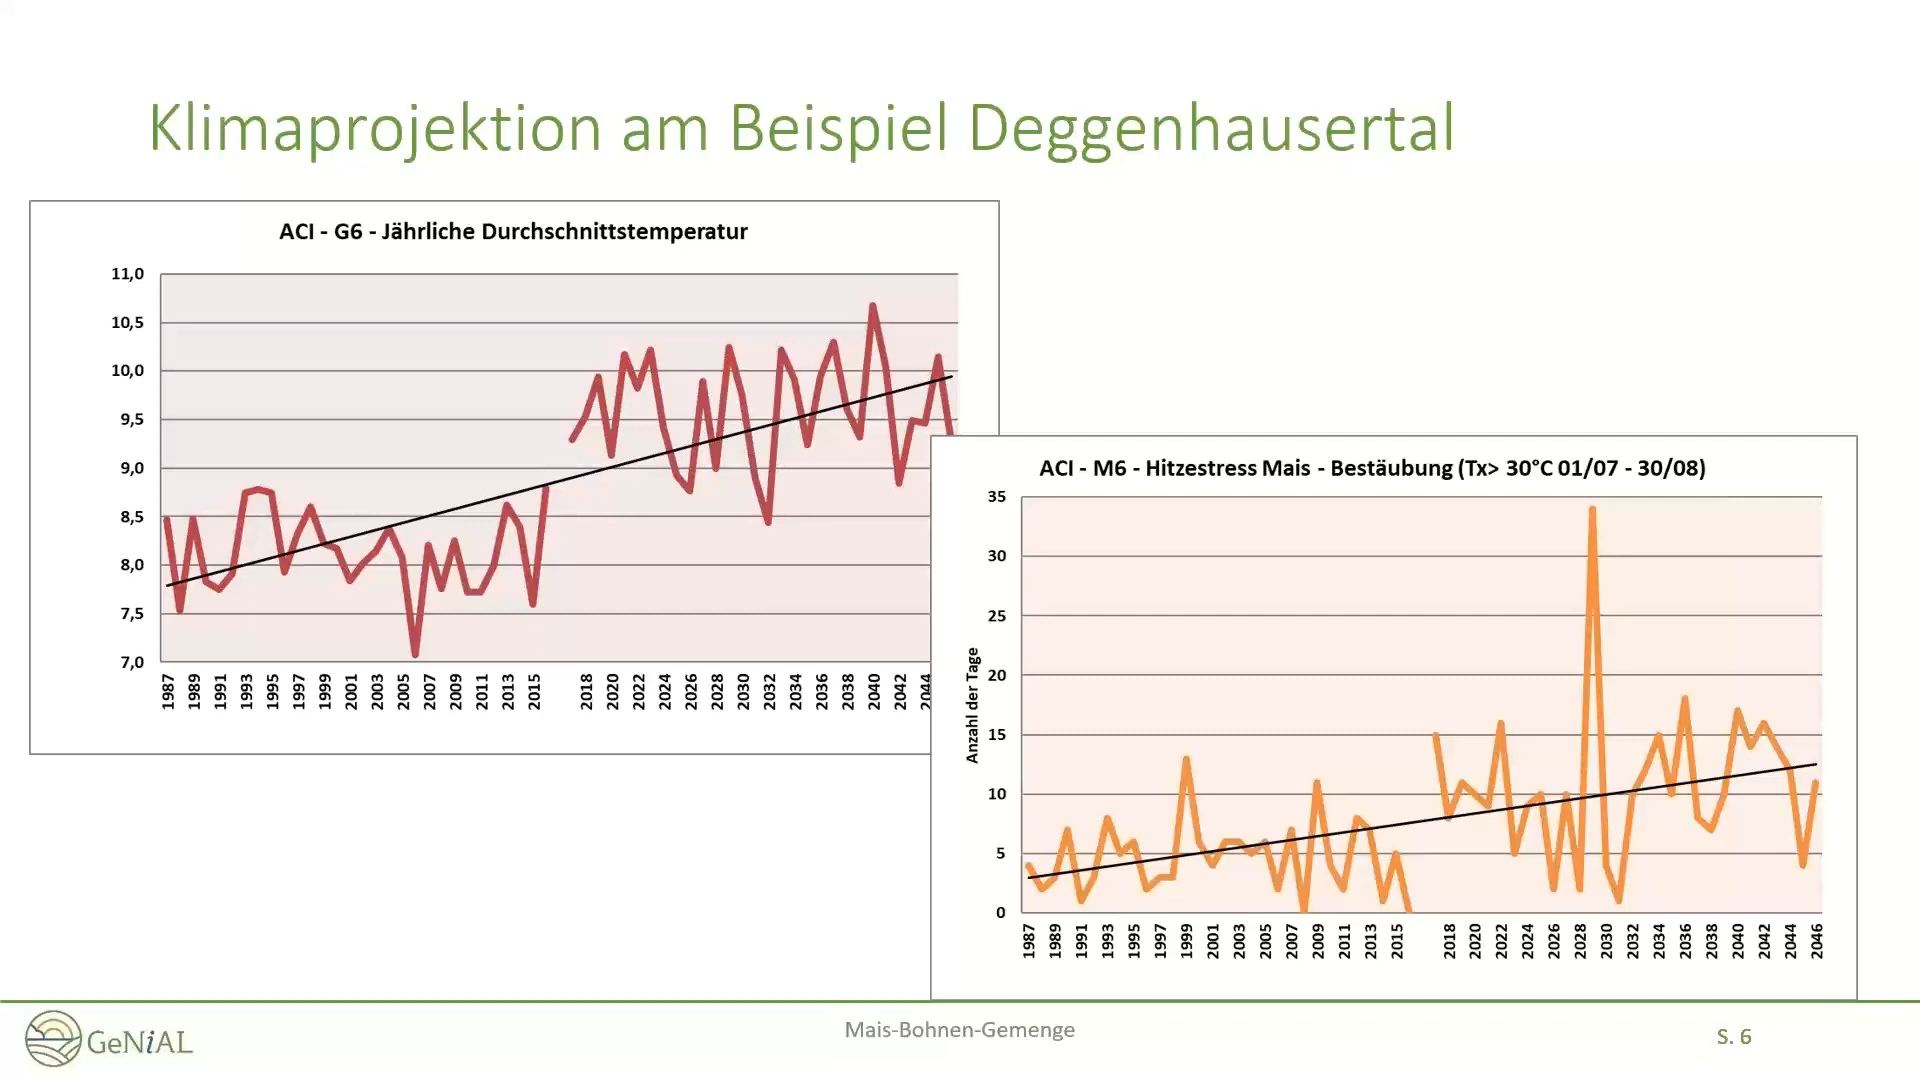 Klimaprojektion am Beispiel Deggenhausertal
ACI - G6 - Jährliche Durchschnittstemperatur
11,0
10,5
10,0
9,5
9,0
8,5
8,0
7,5
7,0
1987 1989 1991 1993 1995 1997 1999 2001 2003 2005 2007 2009 2011 2013 2015 2018 2020 2022 2024 2026 2028 2030 2032 2034 2036 2038 2040 2042
ACI - M6 - Hitzestress Mais - Bestäubung (Tx> 30°C 01/07 - 30/08)
Anzahl der Tage
35
30
25
20
15
10
5
0
1987 1989 1991 1993 1995 1997 1999 2001 2003 2005 2007 2009 2011 2013 2015 2018 2020 2022 2024 2026 2028 2030 2032 2034 2036 2038 2040 2042 2044 2046
GeNiAL
Mais-Bohnen-Gemenge
S. 6